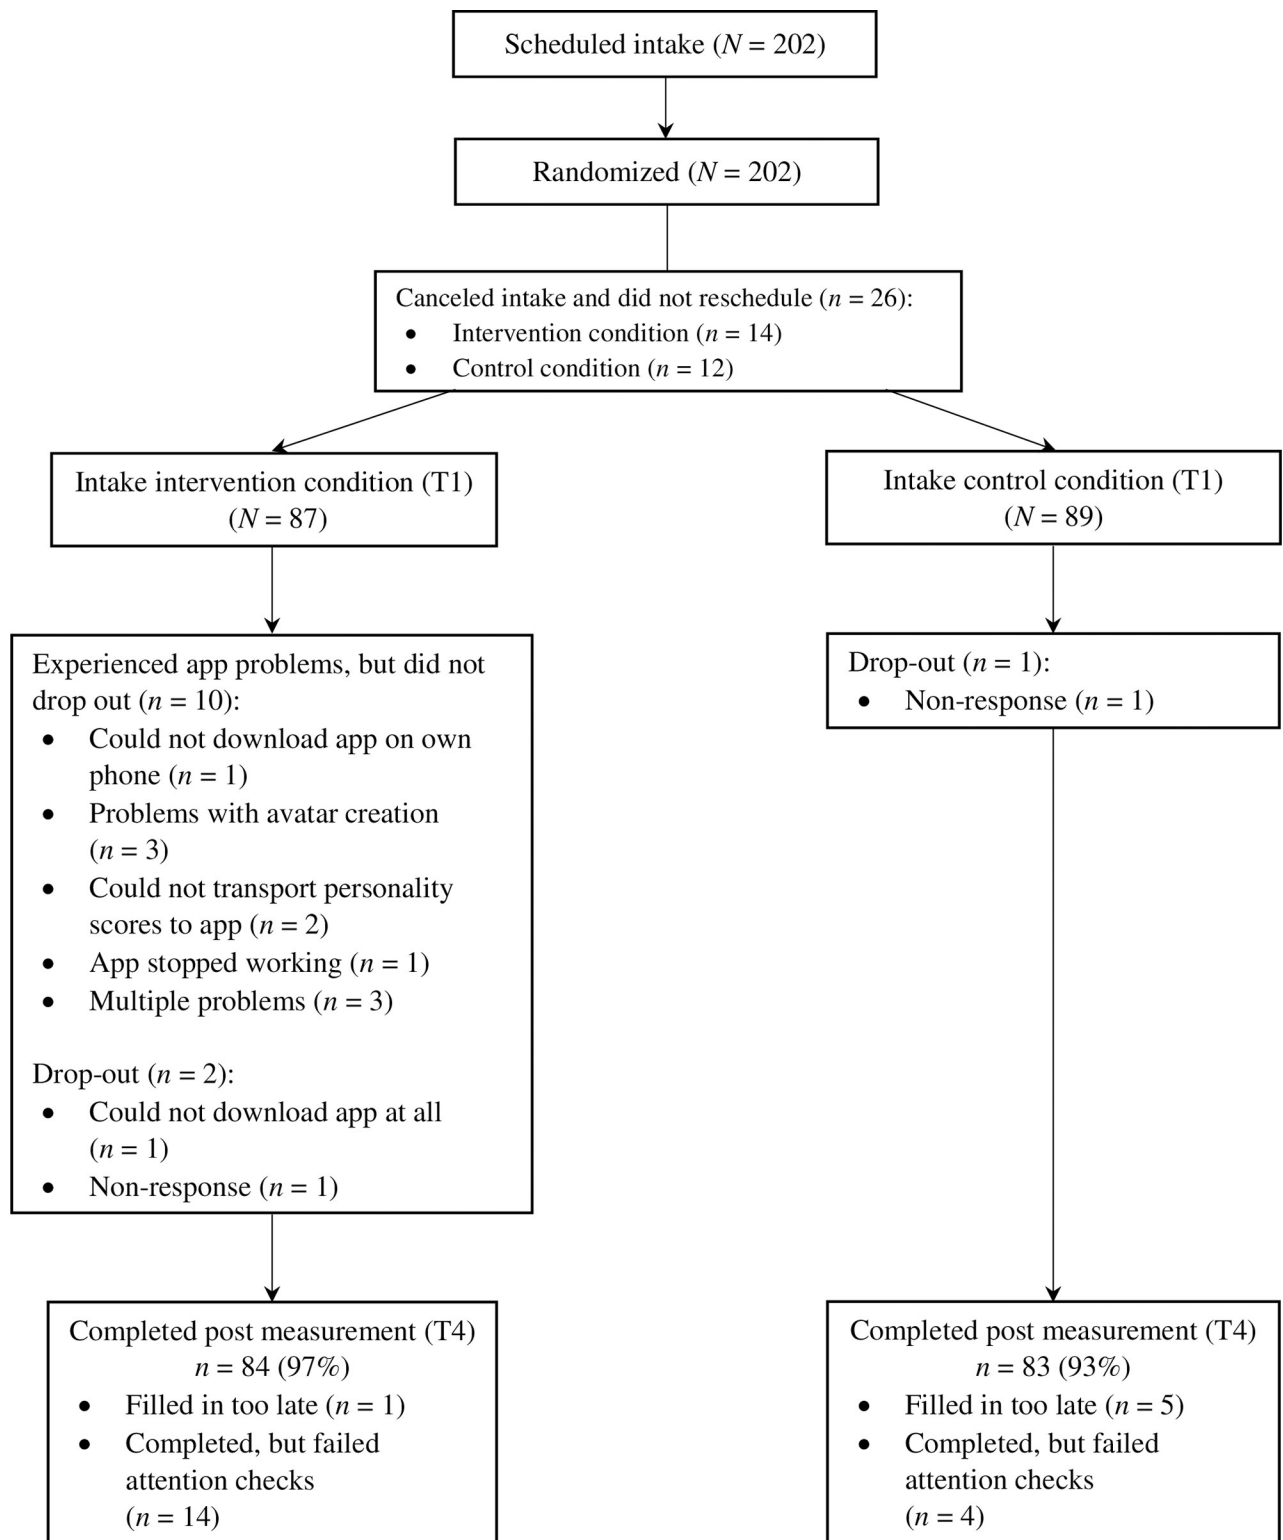 Scheduled intake (N = 202)
Randomized (N = 202)
Canceled intake and did not reschedule (n = 26):
• Intervention condition (n = 14)
• Control condition (n = 12)
Intake intervention condition (T1)
(N = 87)
Intake control condition (T1)
(N = 89)
Experienced app problems, but did not
drop out (n = 10):
• Could not download app on own
phone (n = 1)
• Problems with avatar creation
(n = 3)
• Could not transport personality
scores to app (n = 2)
• App stopped working (n = 1)
• Multiple problems (n = 3)
Drop-out (n = 2):
• Could not download app at all
(n = 1)
• Non-response (n = 1)
Drop-out (n = 1):
• Non-response (n = 1)
Completed post measurement (T4)
n = 84 (97%)
• Filled in too late (n = 1)
• Completed, but failed
attention checks
(n = 14)
Completed post measurement (T4)
n = 83 (93%)
• Filled in too late (n = 5)
• Completed, but failed
attention checks
(n = 4)